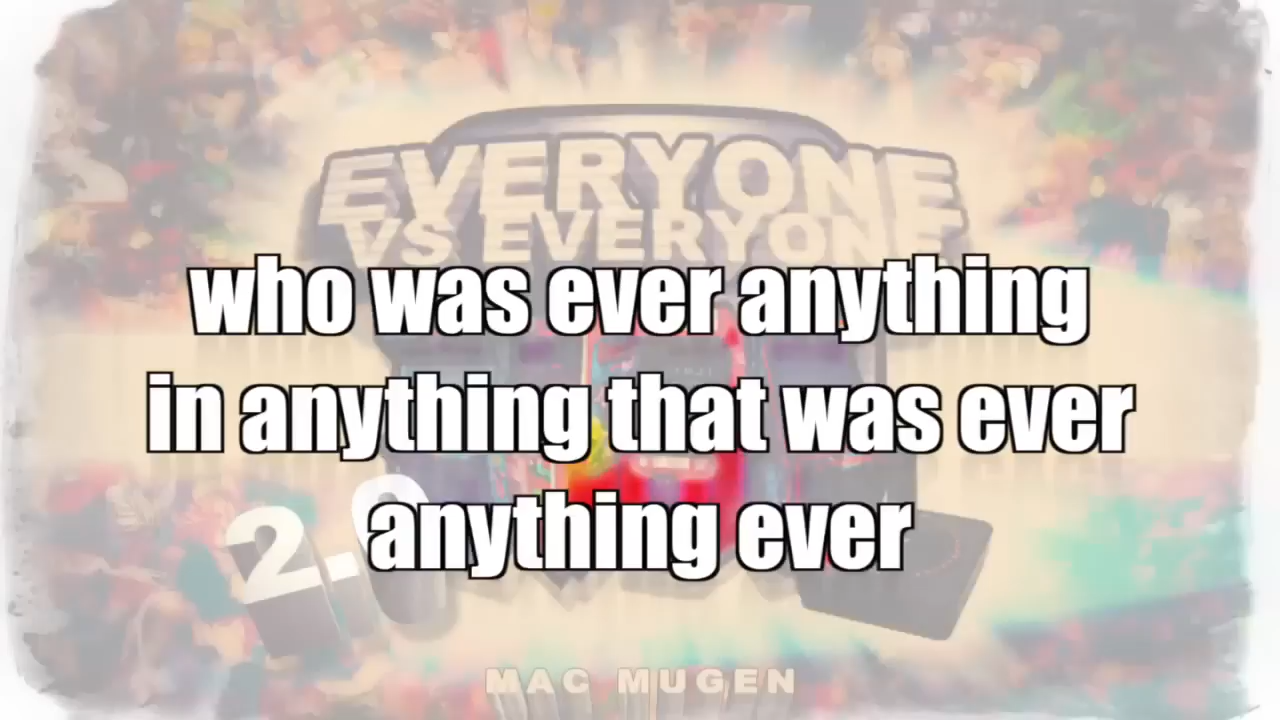 EVERYONE
VS EVERYONE
who was ever anything
in anything that was ever
anything ever
2.0
MAC MUGEN